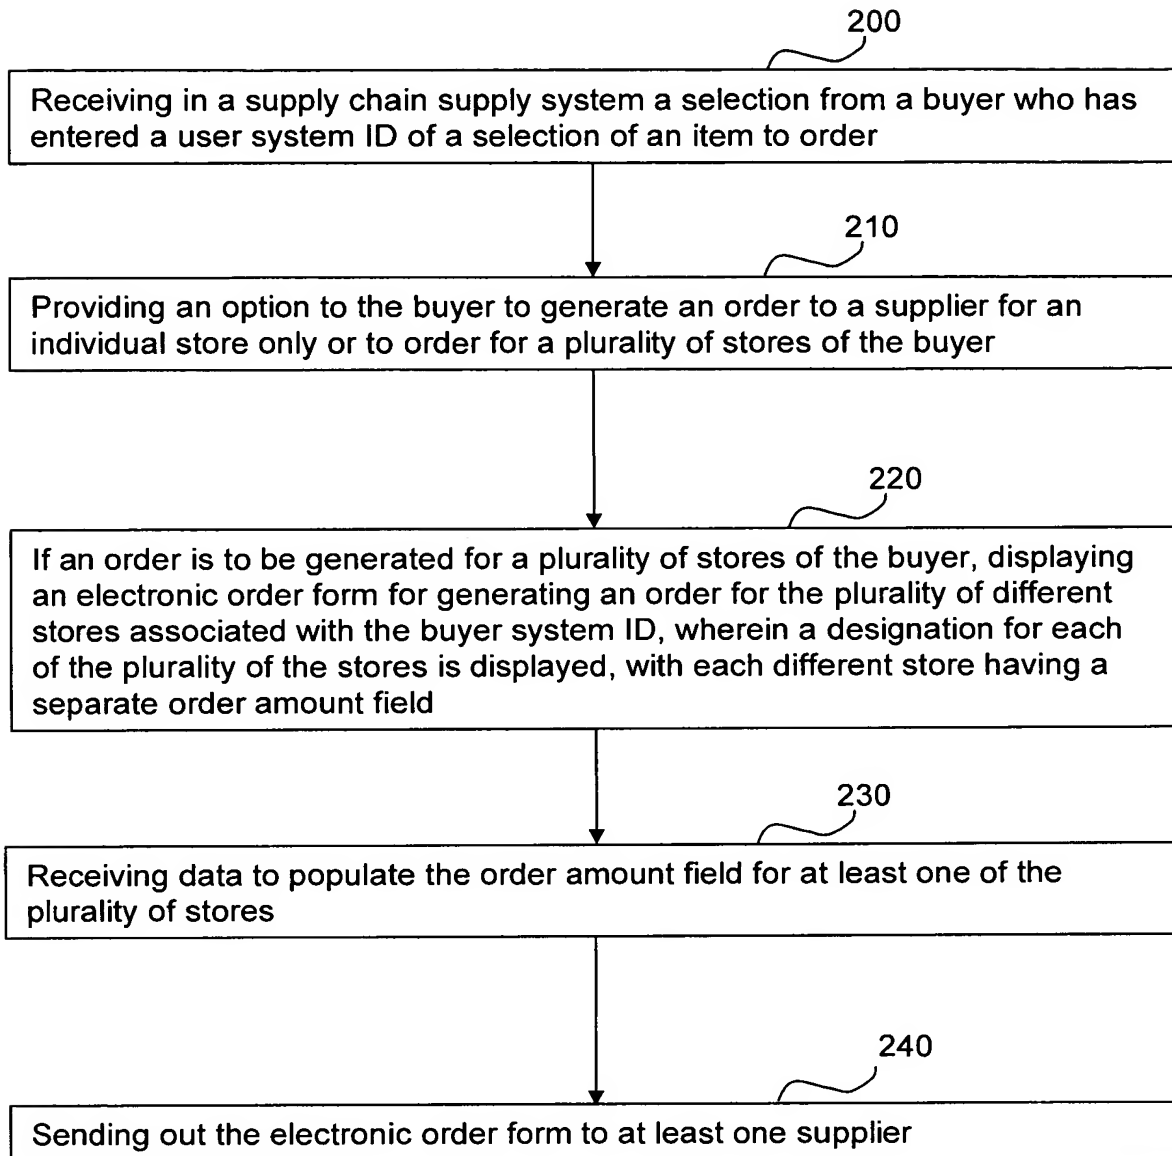 200
Receiving in a supply chain supply system a selection from a buyer who has
entered a user system ID of a selection of an item to order
210
Providing an option to the buyer to generate an order to a supplier for an
individual store only or to order for a plurality of stores of the buyer
220
If an order is to be generated for a plurality of stores of the buyer, displaying
an electronic order form for generating an order for the plurality of different
stores associated with the buyer system ID, wherein a designation for each
of the plurality of the stores is displayed, with each different store having a
separate order amount field
230
Receiving data to populate the order amount field for at least one of the
plurality of stores
240
Sending out the electronic order form to at least one supplier